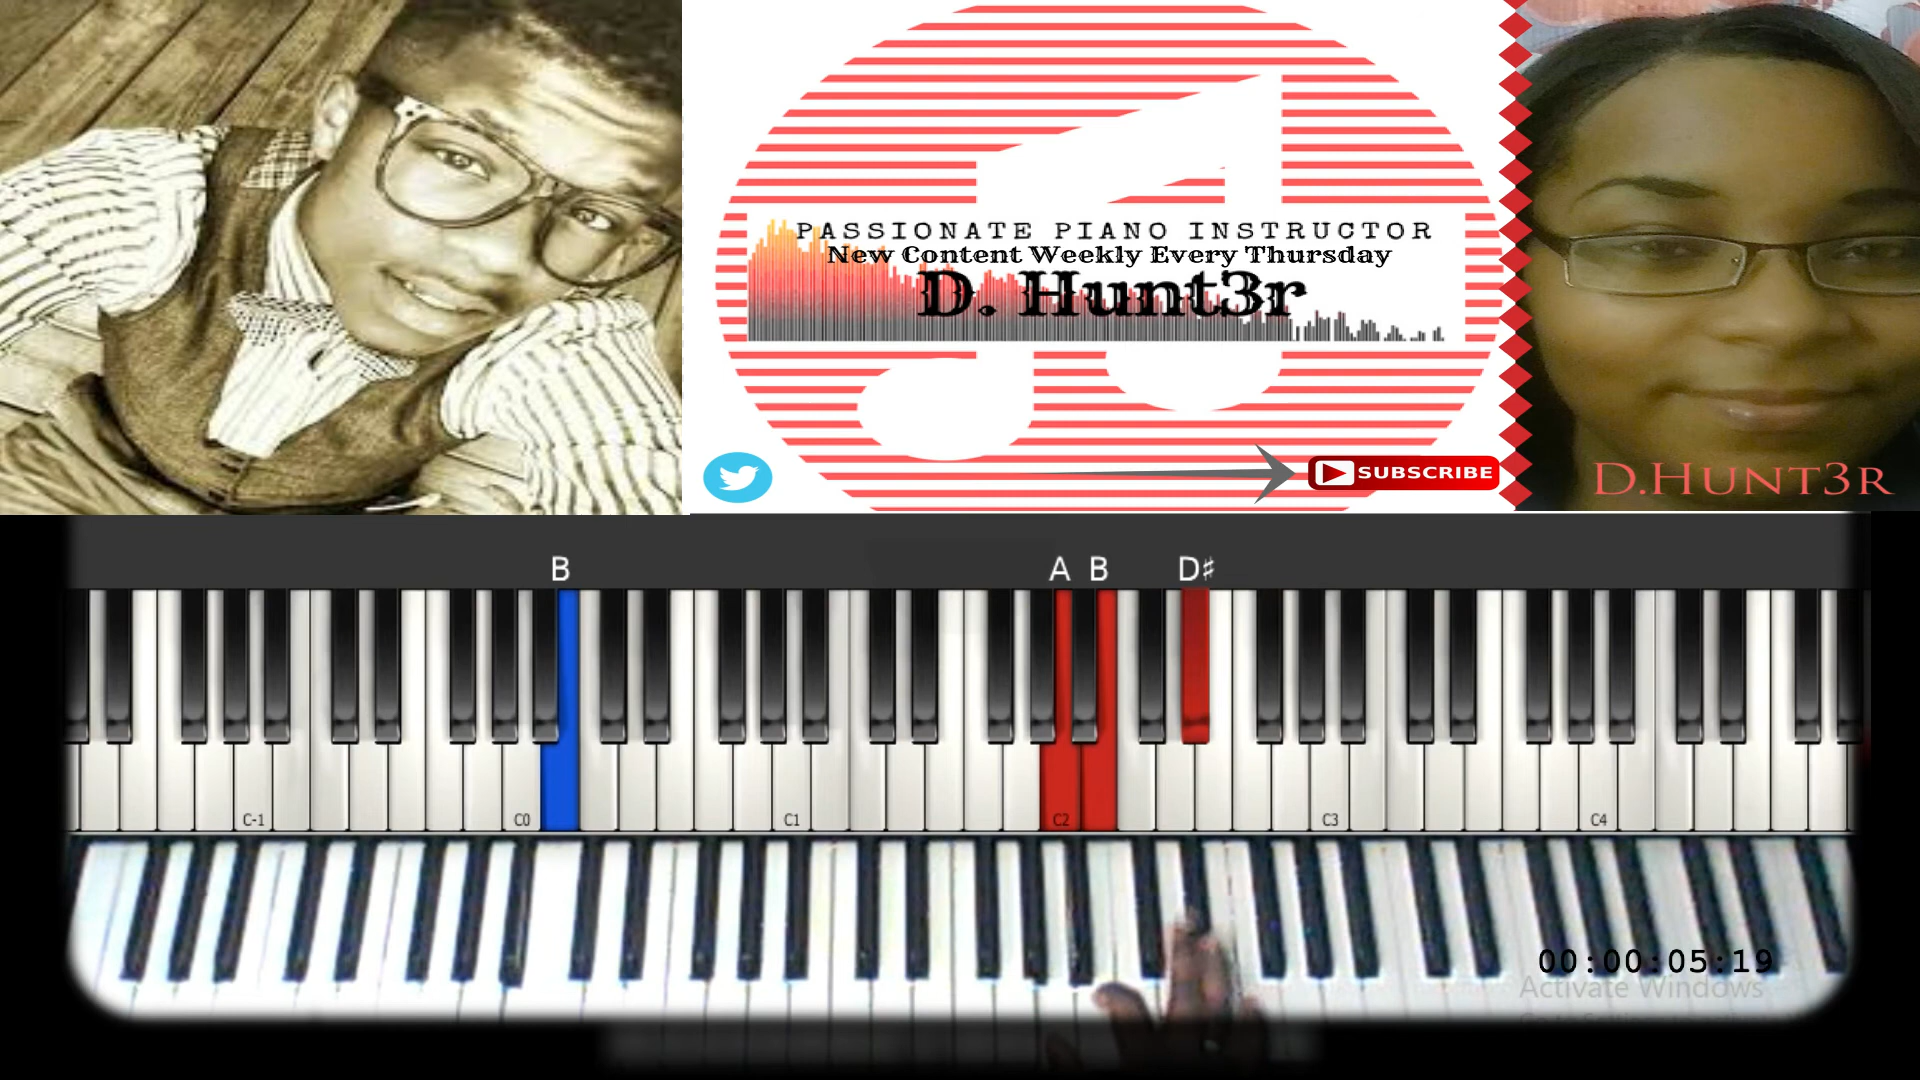 PASSIONATE PIANO INSTRUCTOR
New Content Weekly Every Thursday
D. Hunt3r
SUBSCRIBE
D.HUNT3R
B
A B
D♯
C-1
C0
C1
C2
C3
C4
00:00:05:19
Activate Windows